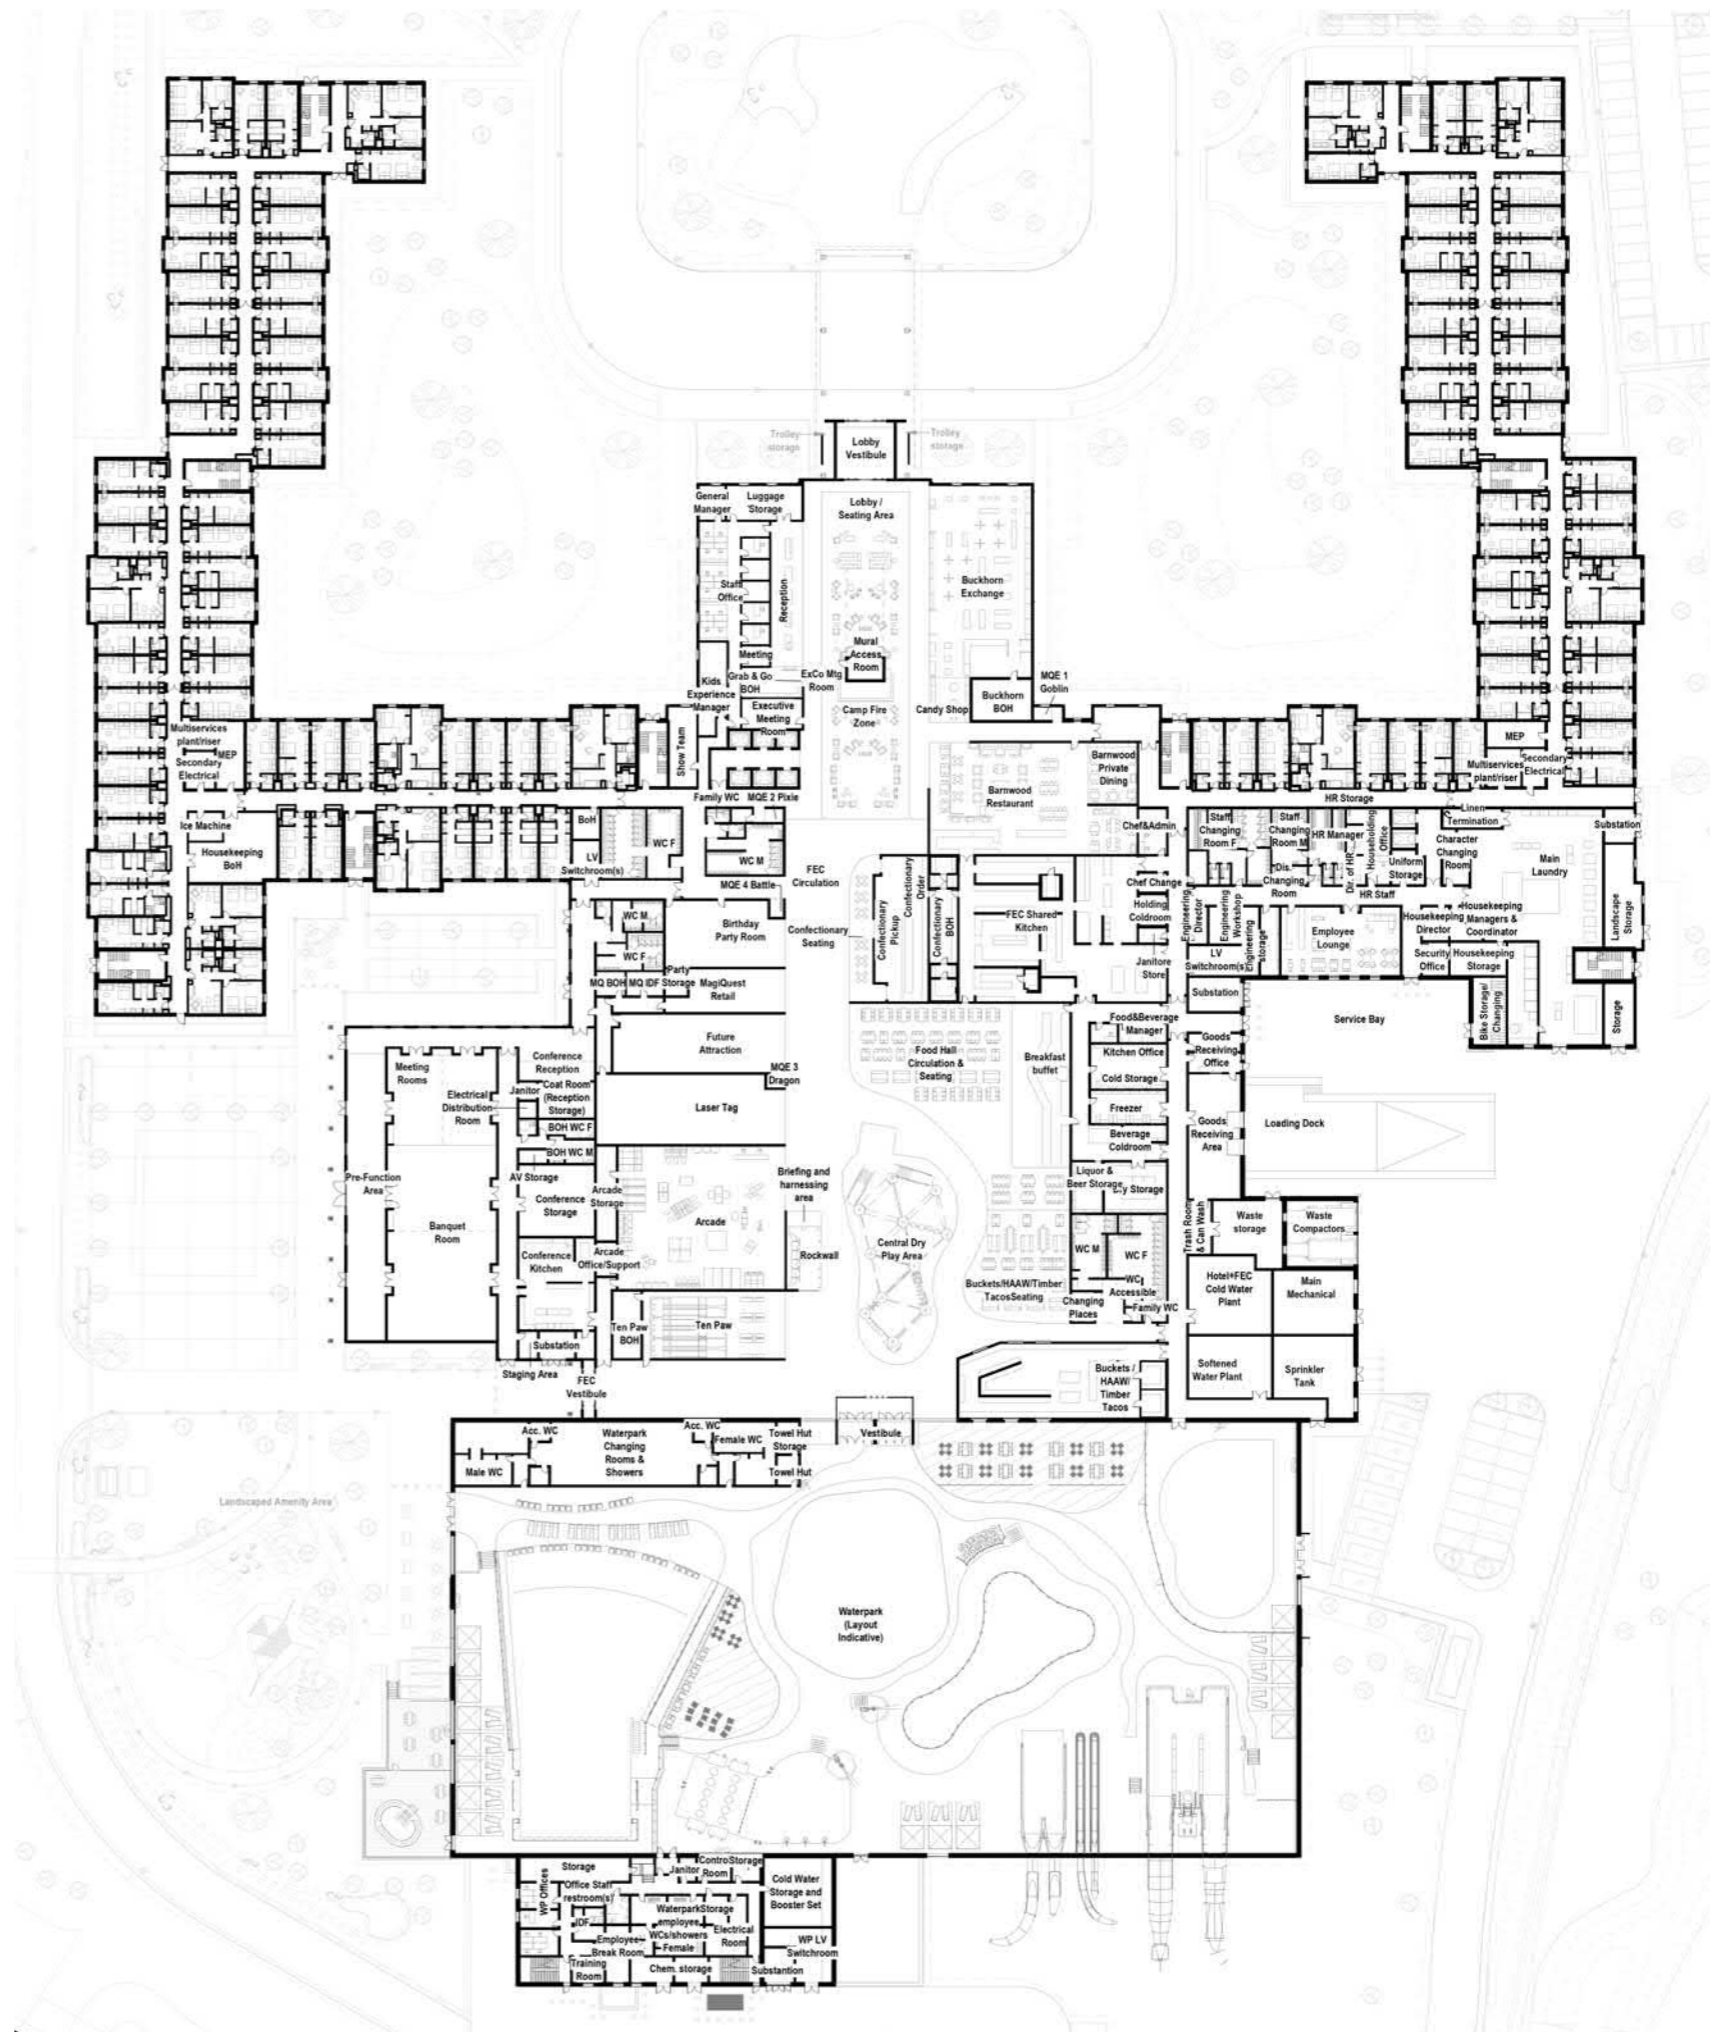 Trolley
storage
Lobby
Vestibule
Trolley
storage
General
Manager
Luggage
Storage
Lobby /
Seating Area
Staff
Office
Reception
Buckhorn
Exchange
Meeting
Mural
Access
Room
Grab & Go
BOH
ExCo Mtg
Room
Kids
Experience
Manager
Executive
Meeting
Room
Camp Fire
Zone
Candy Shop
Buckhorn
BOH
MQE 1
Goblin
Multiservices
plant/riser
MEP
Secondary
Electrical
Show Team
Family WC
MQE 2 Pixie
Barnwood
Private
Dining
Barnwood
Restaurant
MEP
Multiservices
plant/riser
Secondary
Electrical
HR Storage
Ice Machine
Housekeeping
BoH
BoH
LV
Switchroom(s)
WC F
WC M
MQE 4 Battle
FEC
Circulation
Chef&Admin
Staff
Changing
Room F
Staff
Changing
Room M
HR Manager
Householding
Office
Linen
Termination
Substation
Character
Changing
Room
Main
Laundry
Dis.
Changing
Room
Dir. of HR
Uniform
Storage
HR Staff
Confectionary
Order
Confectionary
Pickup
Confectionary
BOH
Confectionary
Seating
FEC Shared
Kitchen
Chef Change
Holding
Coldroom
Engineering
Director
Engineering
Workshop
Engineering
storage
LV
Switchroom(s)
Employee
Lounge
Housekeeping
Director
Housekeeping
Managers &
Coordinator
Landscape
Storage
Security
Office
Housekeeping
Storage
WC M
WC F
Birthday
Party Room
Party
Storage
MQ BOH
MQ IDF
MagiQuest
Retail
Janitore
Store
Substation
Bike Storage/
Changing
Storage
Service Bay
Future
Attraction
MQE 3
Dragon
Laser Tag
Food Hall
Circulation &
Seating
Breakfast
buffet
Food&Beverage
Manager
Kitchen Office
Cold Storage
Freezer
Beverage
Coldroom
Goods
Receiving
Office
Goods
Receiving
Area
Loading Dock
Meeting
Rooms
Electrical
Distribution
Room
Conference
Reception
Janitor
Coat Room
(Reception
Storage)
BOH WC F
BOH WC M
AV Storage
Conference
Storage
Pre-Function
Area
Banquet
Room
Arcade
Storage
Arcade
Briefing and
harnessing
area
Rockwall
Central Dry
Play Area
Liquor &
Beer Storage
Dry Storage
Trash Room
& Can Wash
Waste
storage
Waste
Compactors
Conference
Kitchen
Arcade
Office/Support
WC M
WC F
WC
Accessible
Family WC
Changing
Places
Buckets/HAAW/Timber
TacosSeating
Hotel+FEC
Cold Water
Plant
Main
Mechanical
Ten Paw
BOH
Ten Paw
Substation
Staging Area
FEC
Vestibule
Buckets /
HAAW/
Timber
Tacos
Softened
Water Plant
Sprinkler
Tank
Acc. WC
Male WC
Waterpark
Changing
Rooms &
Showers
Acc. WC
Female WC
Towel Hut
Storage
Towel Hut
Vestibule
Landscaped Amenity Area
Waterpark
(Layout
Indicative)
Storage
WP Offices
Office Staff
restroom(s)
IDF
Employee
Break Room
Training
Room
Janitor
Control
Room
Storage
Waterpark
employee
WCs/showers
Female
Storage
Electrical
Room
Chem. storage
Cold Water
Storage and
Booster Set
WP LV
Switchroom
Substantion